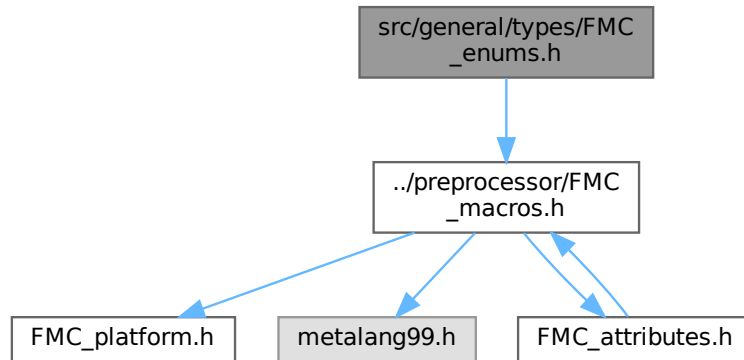 src/general/types/FMC
_enums.h
../preprocessor/FMC
_macros.h
FMC_platform.h
metalang99.h
FMC_attributes.h